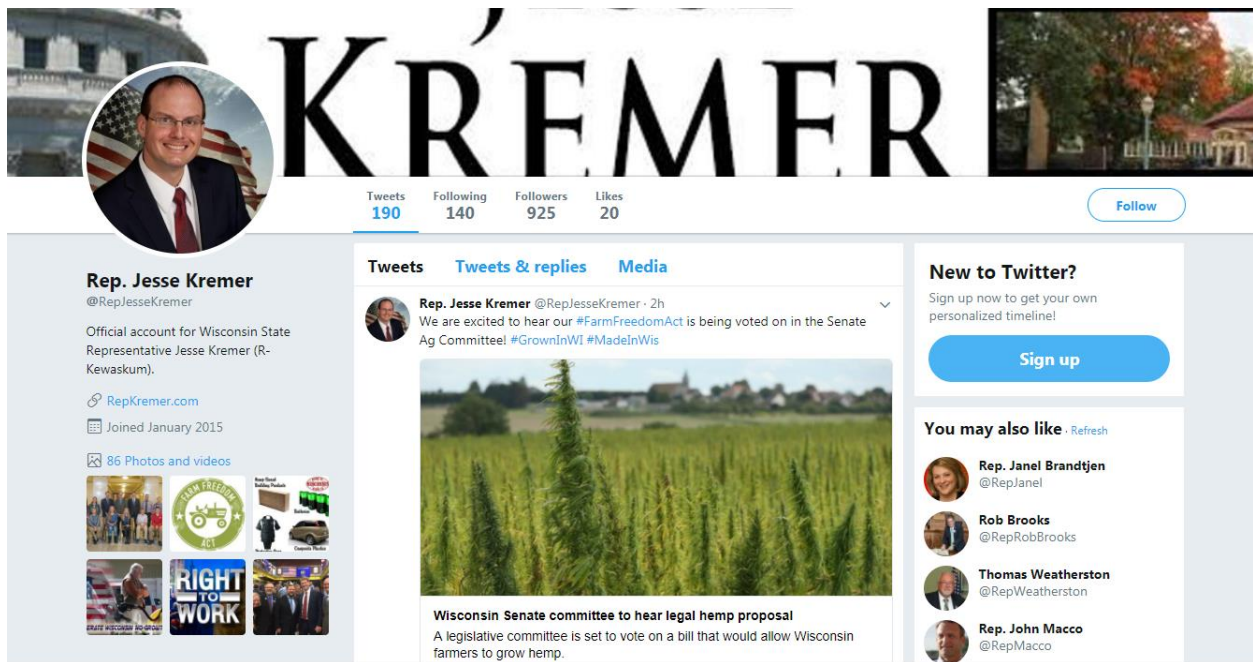 KREMER
Tweets
190
Following
140
Followers
925
Likes
20
Follow
Rep. Jesse Kremer
@RepJesseKremer
Official account for Wisconsin State
Representative Jesse Kremer (R-
Kewaskum).
RepKremer.com
Joined January 2015
86 Photos and videos
FARM FREEDOM
ACT
RIGHT
TO
WORK
Tweets Tweets & replies Media
Rep. Jesse Kremer @RepJesseKremer · 2h
We are excited to hear our #FarmFreedomAct is being voted on in the Senate
Ag Committee! #GrownInWI #MadeInWis
Wisconsin Senate committee to hear legal hemp proposal
A legislative committee is set to vote on a bill that would allow Wisconsin
farmers to grow hemp.
New to Twitter?
Sign up now to get your own
personalized timeline!
Sign up
You may also like · Refresh
Rep. Janel Brandtjen
@RepJanel
Rob Brooks
@RepRobBrooks
Thomas Weatherston
@RepWeatherston
Rep. John Macco
@RepMacco